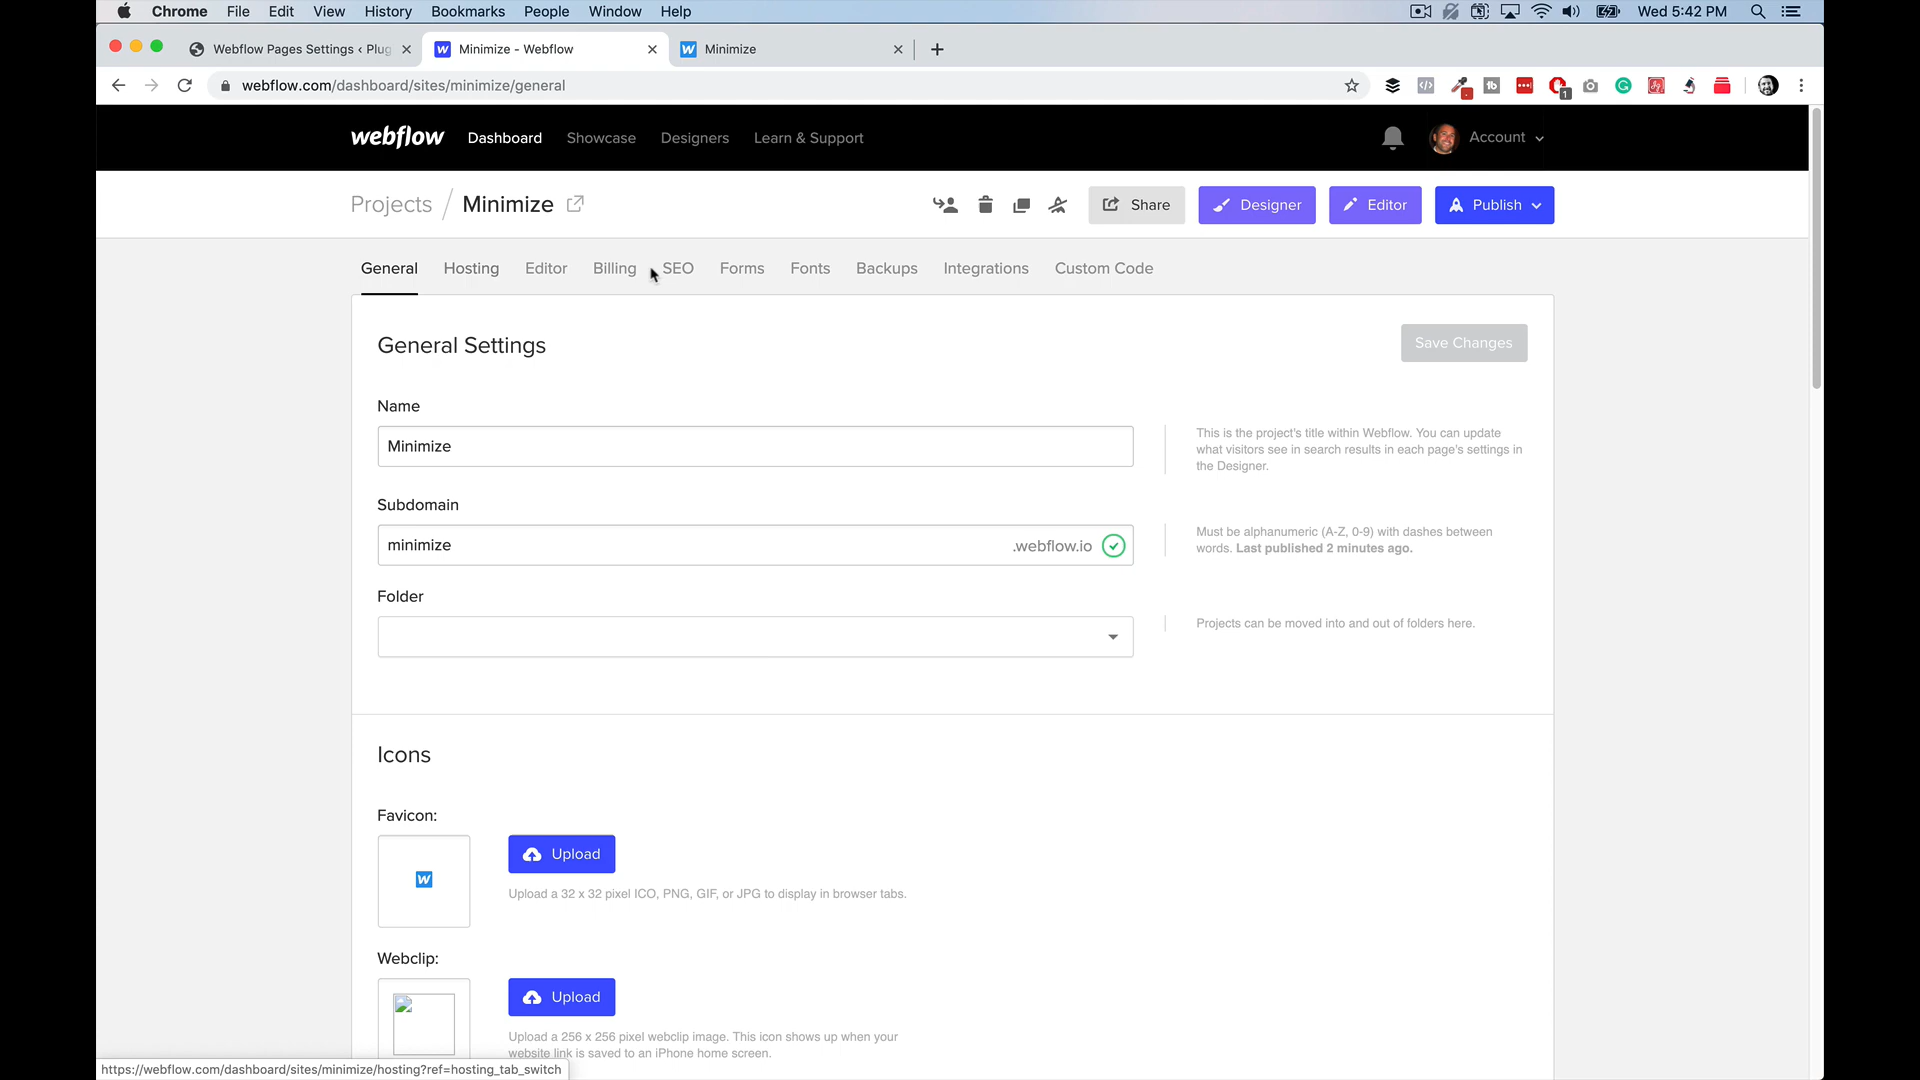 Chrome File Edit View History Bookmarks People Window Help Wed 5:42 PM
Webflow Pages Settings ‹ Plug Minimize - Webflow Minimize
webflow.com/dashboard/sites/minimize/general
webflow Dashboard Showcase Designers Learn & Support Account
Projects / Minimize Share Designer Editor Publish
General Hosting Editor Billing SEO Forms Fonts Backups Integrations Custom Code
General Settings Save Changes
Name
Minimize
This is the project's title within Webflow. You can update
what visitors see in search results in each page's settings in
the Designer.
Subdomain
minimize .webflow.io
Must be alphanumeric (A-Z, 0-9) with dashes between
words. Last published 2 minutes ago.
Folder
Projects can be moved into and out of folders here.
Icons
Favicon:
Upload
Upload a 32 x 32 pixel ICO, PNG, GIF, or JPG to display in browser tabs.
Webclip:
Upload
Upload a 256 x 256 pixel webclip image. This icon shows up when your
website link is saved to an iPhone home screen.
https://webflow.com/dashboard/sites/minimize/hosting?ref=hosting_tab_switch